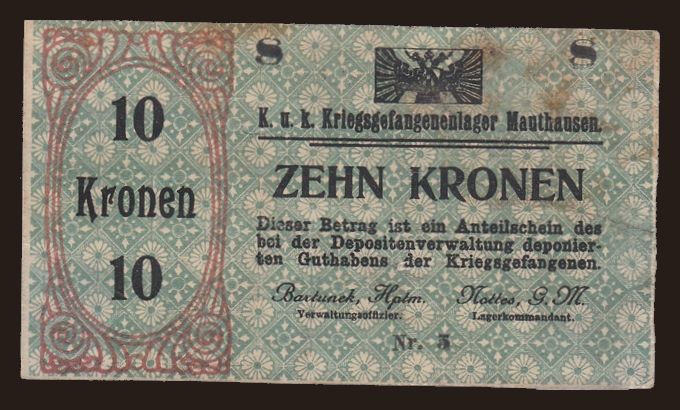 S S
K. u. k. Kriegsgefangenenlager Mauthausen.
10
Kronen
10
ZEHN KRONEN
Dieser Betrag ist ein Anteilschein des
bei der Depositenverwaltung deponier-
ten Guthabens der Kriegsgefangenen.
Bartunek, Hptm. Nottes, G. M.
Verwaltungsoffizier. Lagerkommandant.
Nr. 5